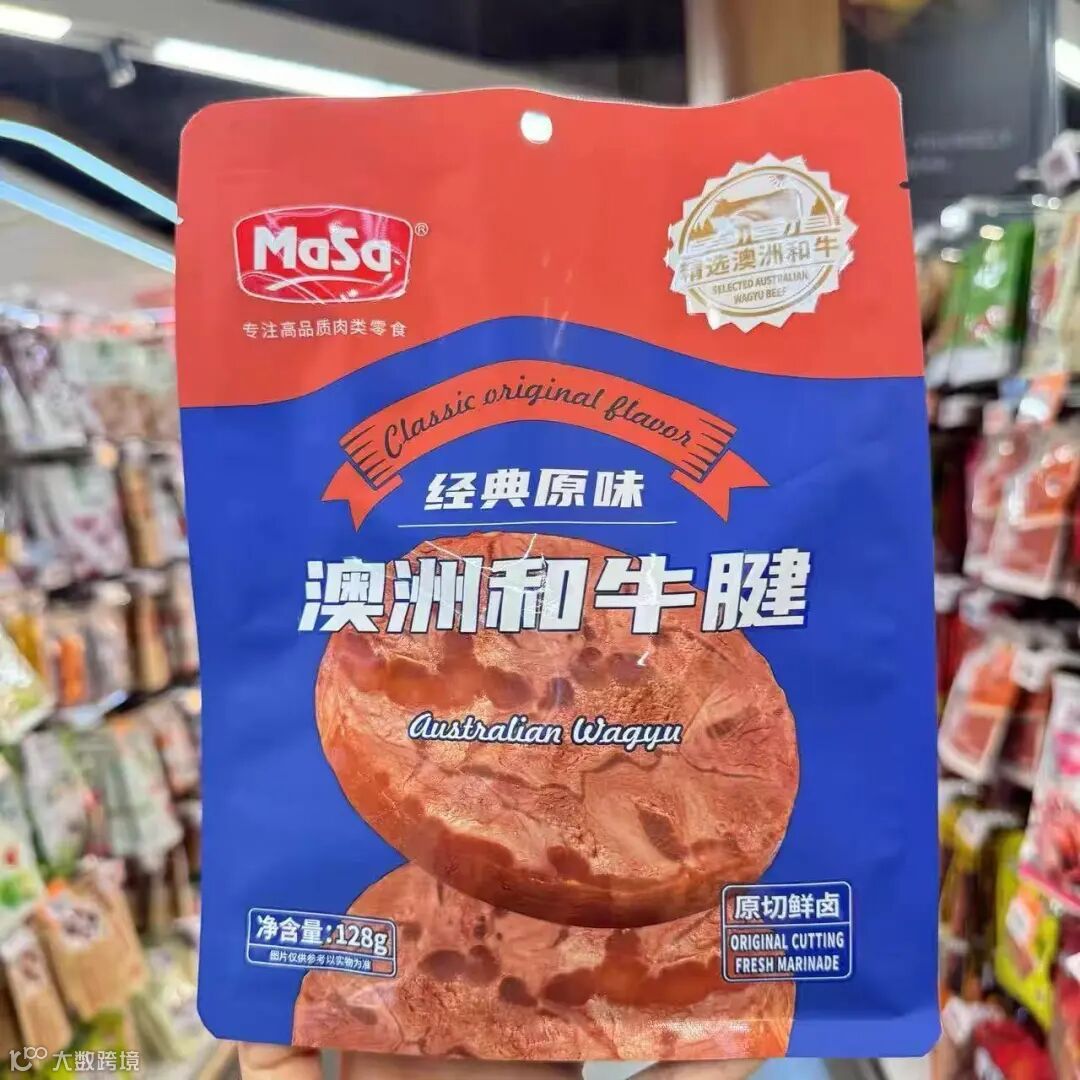 MaSa®
专注高品质肉类零食
精选澳洲和牛
SELECTED AUSTRALIAN
WAGYU BEEF
Classic original flavor
经典原味
澳洲和牛腱
Australian Wagyu
净含量:128g
图片仅供参考以实物为准
原切鲜卤
ORIGINAL CUTTING
FRESH MARINADE
大数跨境